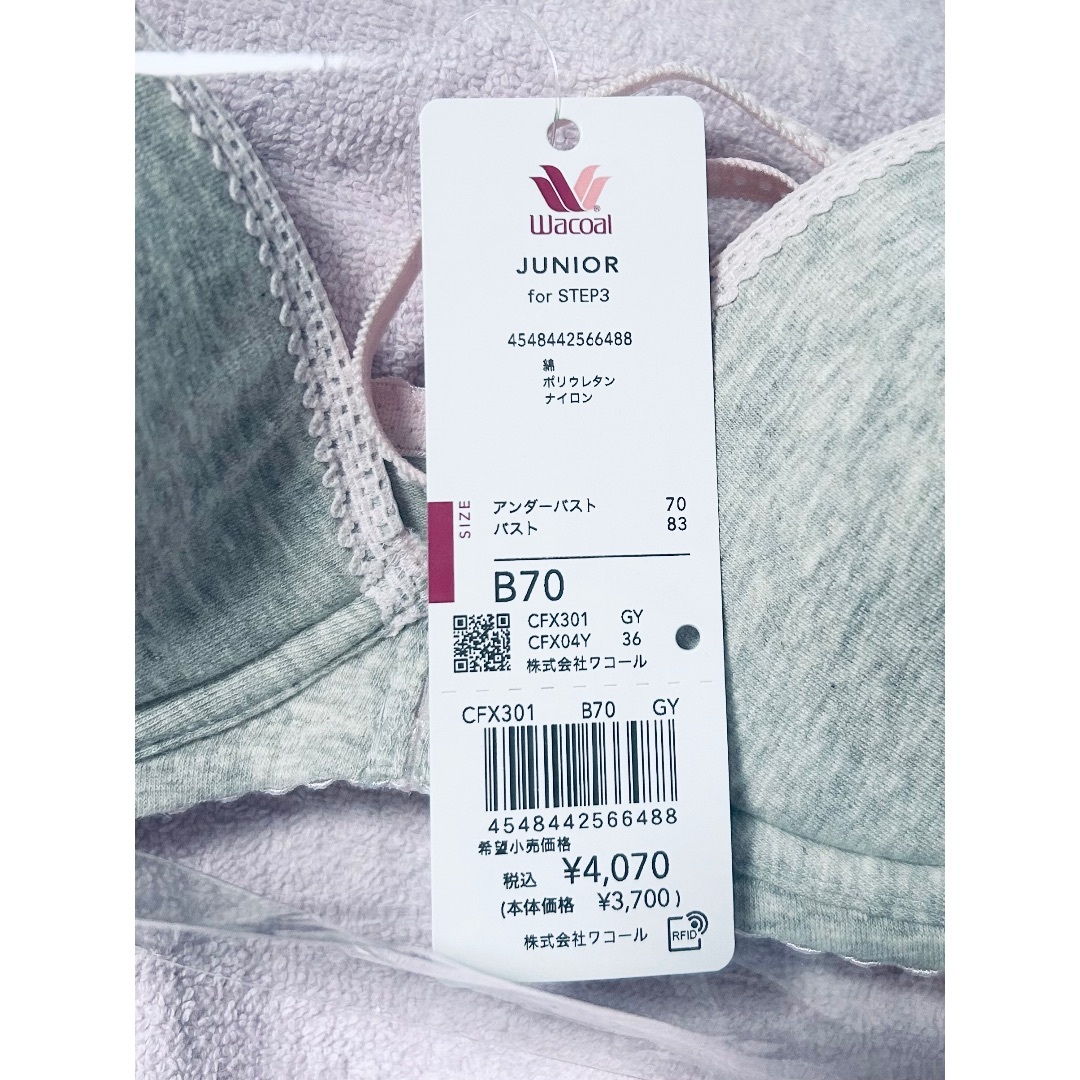 Wacoal
JUNIOR
for STEP3
4548442566488
綿
ポリウレタン
ナイロン
SIZE
アンダーバスト 70
バスト 83
B70
CFX301 GY
CFX04Y 36
株式会社ワコール
CFX301 B70 GY
4548442566488
希望小売価格
税込 ¥4,070
(本体価格 ¥3,700)
株式会社ワコール
RFID